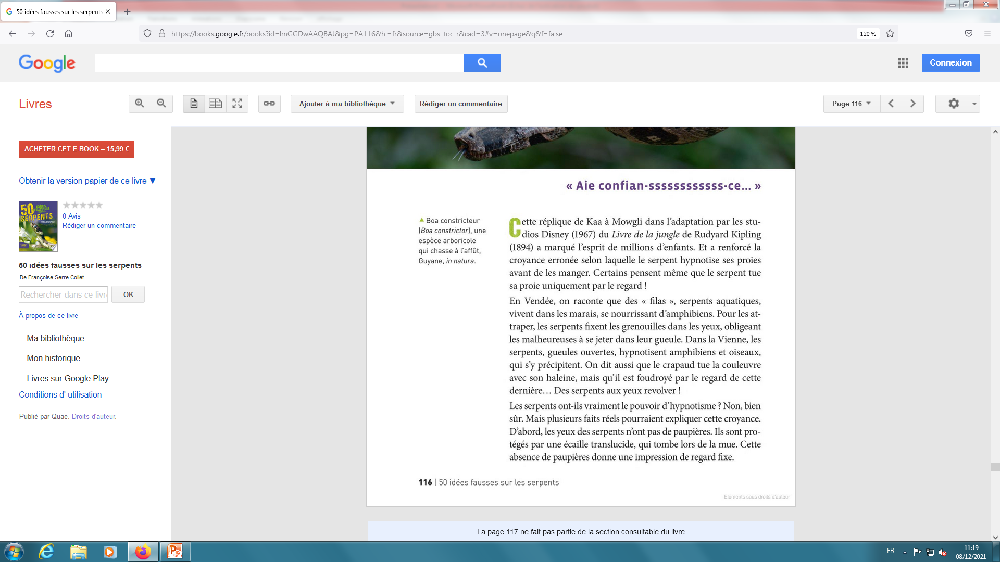 50 idées fausses sur les serpents
https://books.google.fr/books?id=lmGGDwAAQBAJ&pg=PA116&hl=fr&source=gbs_toc_r&cad=3#v=onepage&q&f=false
120 %
Google
Connexion
Livres
Ajouter à ma bibliothèque
Rédiger un commentaire
Page 116
ACHETER CET E-BOOK – 15,99 €
Obtenir la version papier de ce livre ▼
50 IDÉES
FAUSSES
SUR LES
SERPENTS
0 Avis
Rédiger un commentaire
50 idées fausses sur les serpents
De Françoise Serre Collet
Rechercher dans ce livr
OK
À propos de ce livre
Ma bibliothèque
Mon historique
Livres sur Google Play
Conditions d' utilisation
Publié par Quae. Droits d'auteur.
« Aie confian-ssssssssssss-ce... »
▲ Boa constricteur
(Boa constrictor), une
espèce arboricole
qui chasse à l'affût,
Guyane, in natura.
Cette réplique de Kaa à Mowgli dans l'adaptation par les stu-
dios Disney (1967) du Livre de la jungle de Rudyard Kipling
(1894) a marqué l'esprit de millions d'enfants. Et a renforcé la
croyance erronée selon laquelle le serpent hypnotise ses proies
avant de les manger. Certains pensent même que le serpent tue
sa proie uniquement par le regard !
En Vendée, on raconte que des « filas », serpents aquatiques,
vivent dans les marais, se nourrissant d'amphibiens. Pour les at-
traper, les serpents fixent les grenouilles dans les yeux, obligeant
les malheureuses à se jeter dans leur gueule. Dans la Vienne, les
serpents, gueules ouvertes, hypnotisent amphibiens et oiseaux,
qui s'y précipitent. On dit aussi que le crapaud tue la couleuvre
avec son haleine, mais qu'il est foudroyé par le regard de cette
dernière… Des serpents aux yeux revolver !
Les serpents ont-ils vraiment le pouvoir d'hypnotisme ? Non, bien
sûr. Mais plusieurs faits réels pourraient expliquer cette croyance.
D'abord, les yeux des serpents n'ont pas de paupières. Ils sont pro-
tégés par une écaille translucide, qui tombe lors de la mue. Cette
absence de paupières donne une impression de regard fixe.
116 | 50 idées fausses sur les serpents
Éléments sous droits d'auteur
La page 117 ne fait pas partie de la section consultable du livre.
FR
11:19
08/12/2021